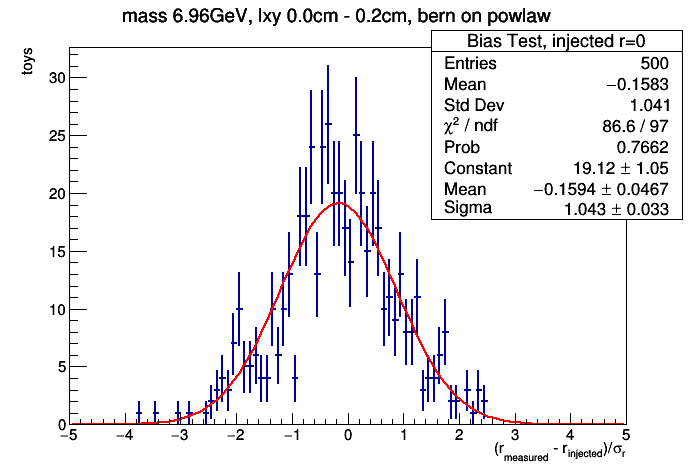 mass 6.96GeV, lxy 0.0cm - 0.2cm, bern on powlaw
Bias Test, injected r=0
Entries 500
Mean −0.1583
Std Dev 1.041
χ² / ndf 86.6 / 97
Prob 0.7662
Constant 19.12 ± 1.05
Mean −0.1594 ± 0.0467
Sigma 1.043 ± 0.033
toys
30
25
20
15
10
5
0
−5 −4 −3 −2 −1 0 1 2 3 4 5
(r_measured - r_injected)/σ_r